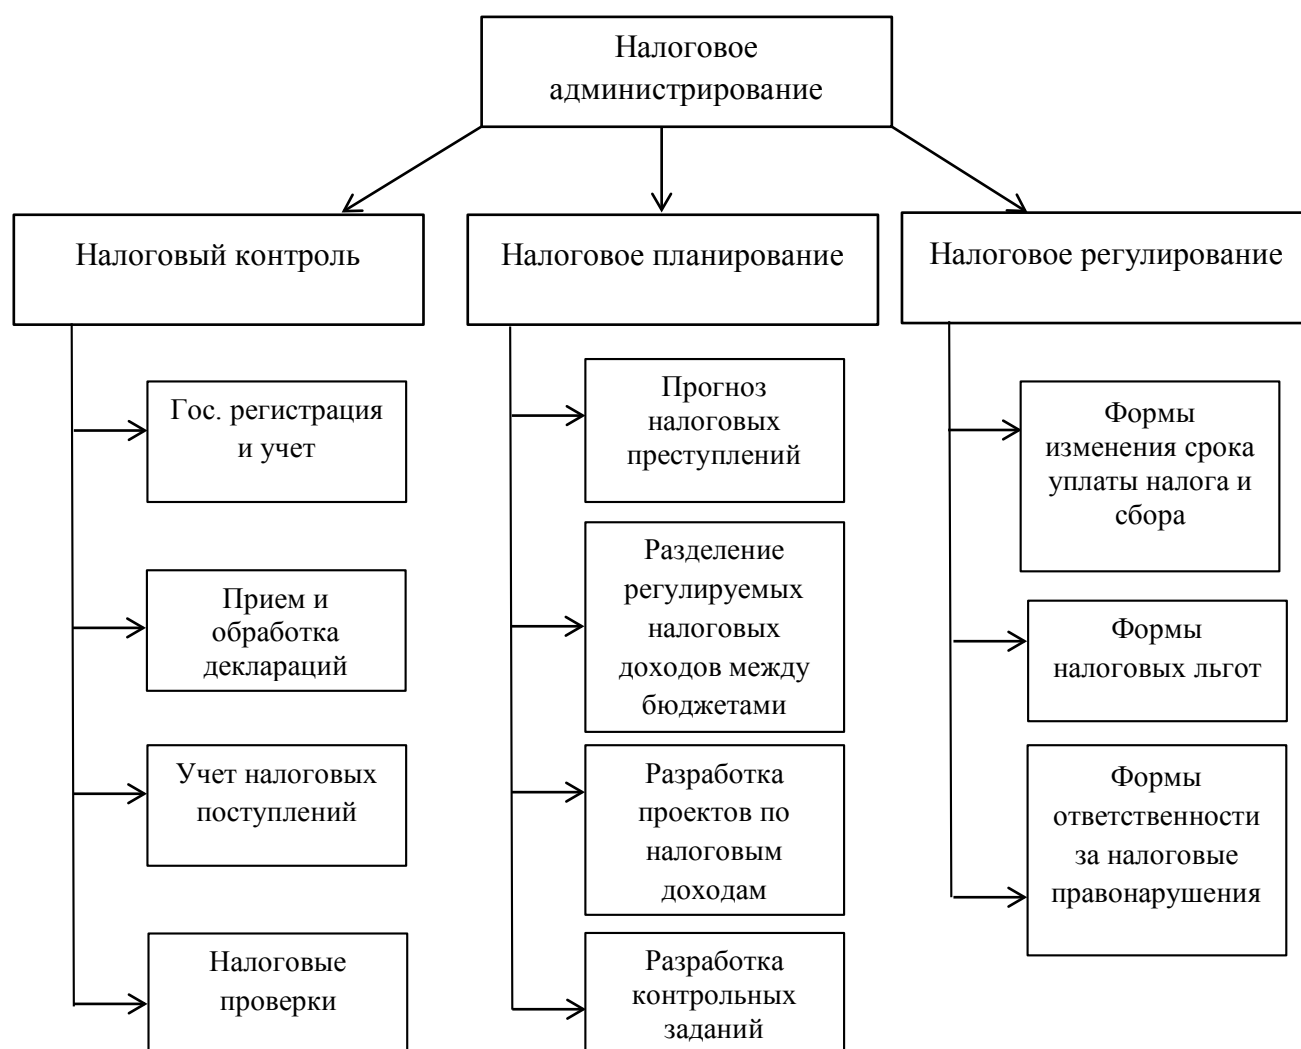 Налоговое
администрирование
Налоговый контроль
Налоговое планирование
Налоговое регулирование
Гос. регистрация
и учет
Прием и
обработка
деклараций
Учет налоговых
поступлений
Налоговые
проверки
Прогноз
налоговых
преступлений
Разделение
регулируемых
налоговых
доходов между
бюджетами
Разработка
проектов по
налоговым
доходам
Разработка
контрольных
заданий
Формы
изменения срока
уплаты налога и
сбора
Формы
налоговых льгот
Формы
ответственности
за налоговые
правонарушения